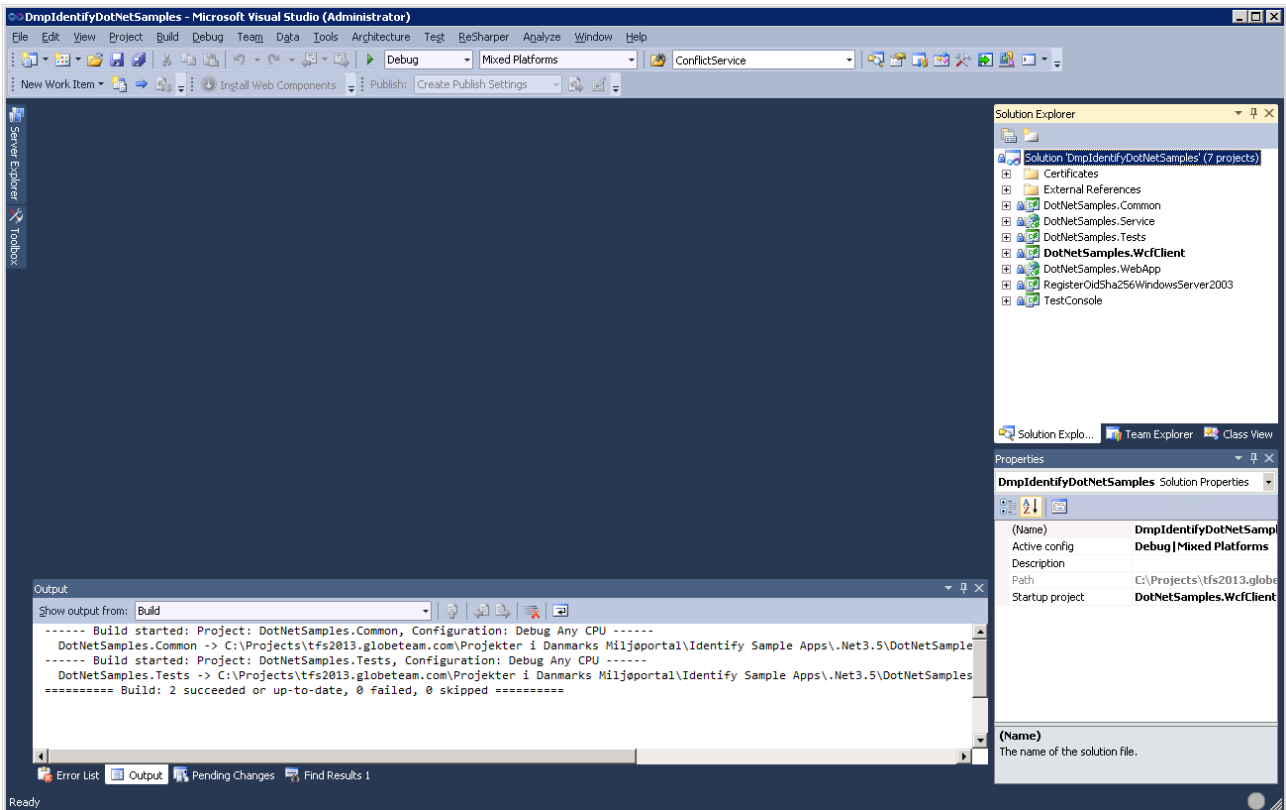 DmpIdentifyDotNetSamples - Microsoft Visual Studio (Administrator)
File Edit View Project Build Debug Team Data Tools Architecture Test ReSharper Analyze Window Help
Debug Mixed Platforms ConflictService
New Work Item Install Web Components Publish: Create Publish Settings
Server Explorer
Toolbox
Solution Explorer
Solution 'DmpIdentifyDotNetSamples' (7 projects)
Certificates
External References
DotNetSamples.Common
DotNetSamples.Service
DotNetSamples.Tests
DotNetSamples.WcfClient
DotNetSamples.WebApp
RegisterOidSha256WindowsServer2003
TestConsole
Solution Explo... Team Explorer Class View
Properties
DmpIdentifyDotNetSamples Solution Properties
(Name) DmpIdentifyDotNetSampl
Active config Debug|Mixed Platforms
Description
Path C:\Projects\tfs2013.globe
Startup project DotNetSamples.WcfClient
(Name)
The name of the solution file.
Output
Show output from: Build
------ Build started: Project: DotNetSamples.Common, Configuration: Debug Any CPU ------
DotNetSamples.Common -> C:\Projects\tfs2013.globeteam.com\Projekter i Danmarks Miljøportal\Identify Sample Apps\.Net3.5\DotNetSample
------ Build started: Project: DotNetSamples.Tests, Configuration: Debug Any CPU ------
DotNetSamples.Tests -> C:\Projects\tfs2013.globeteam.com\Projekter i Danmarks Miljøportal\Identify Sample Apps\.Net3.5\DotNetSamples
========== Build: 2 succeeded or up-to-date, 0 failed, 0 skipped ==========
Error List Output Pending Changes Find Results 1
Ready